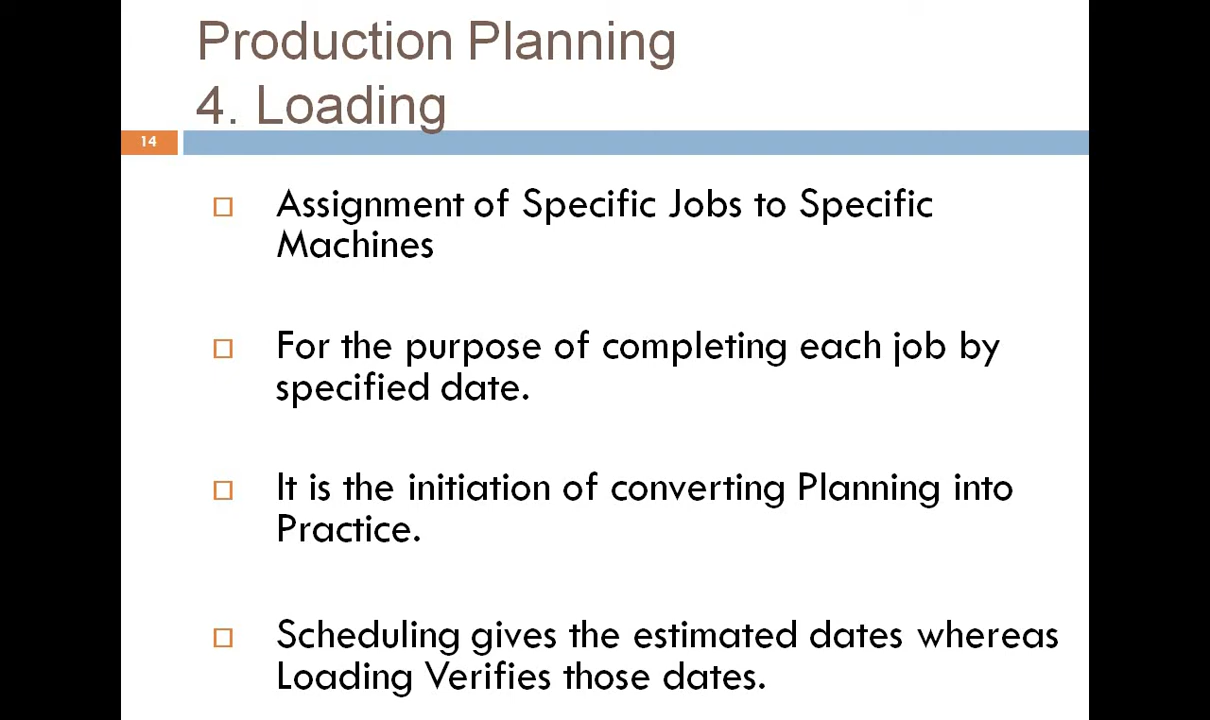 Production Planning
4. Loading
14
Assignment of Specific Jobs to Specific
Machines
For the purpose of completing each job by
specified date.
It is the initiation of converting Planning into
Practice.
Scheduling gives the estimated dates whereas
Loading Verifies those dates.